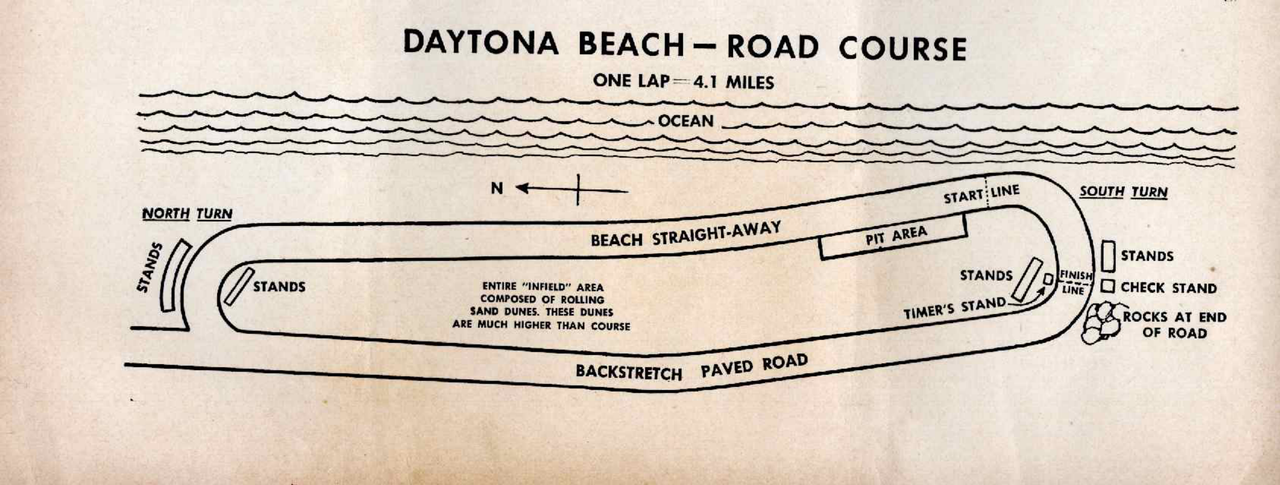 DAYTONA BEACH — ROAD COURSE
ONE LAP = 4.1 MILES
OCEAN
N
NORTH TURN
STANDS
STANDS
BEACH STRAIGHT-AWAY
START LINE
SOUTH TURN
PIT AREA
ENTIRE "INFIELD" AREA
COMPOSED OF ROLLING
SAND DUNES. THESE DUNES
ARE MUCH HIGHER THAN COURSE
STANDS
TIMER'S STAND
FINISH
LINE
STANDS
CHECK STAND
ROCKS AT END
OF ROAD
BACKSTRETCH PAVED ROAD